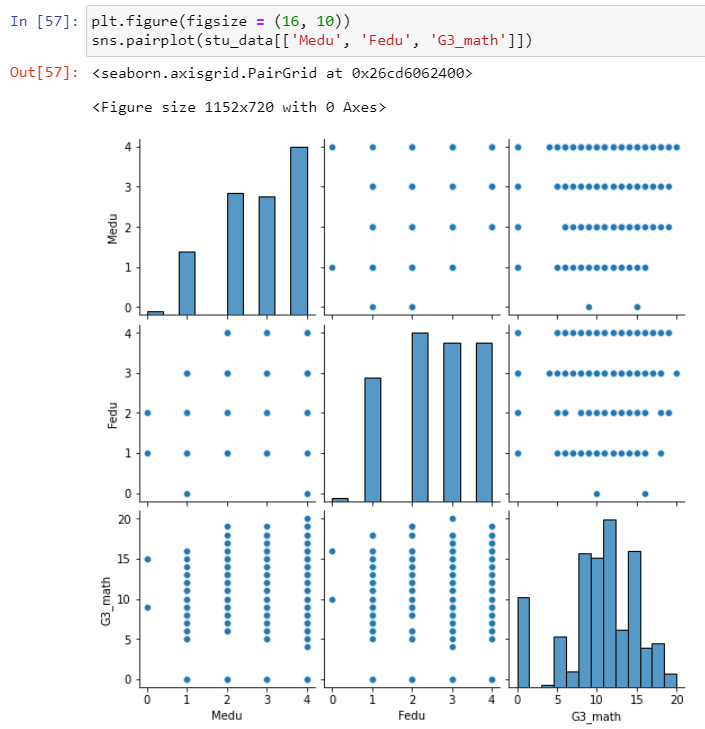 In [57]: plt.figure(figsize = (16, 10))
sns.pairplot(stu_data[['Medu', 'Fedu', 'G3_math']])
Out[57]: <seaborn.axisgrid.PairGrid at 0x26cd6062400>
<Figure size 1152x720 with 0 Axes>
4
3
2
1
0
Medu
4
3
2
1
0
Fedu
20
15
10
5
0
G3_math
0 1 2 3 4
Medu
0 1 2 3 4
Fedu
0 5 10 15 20
G3_math